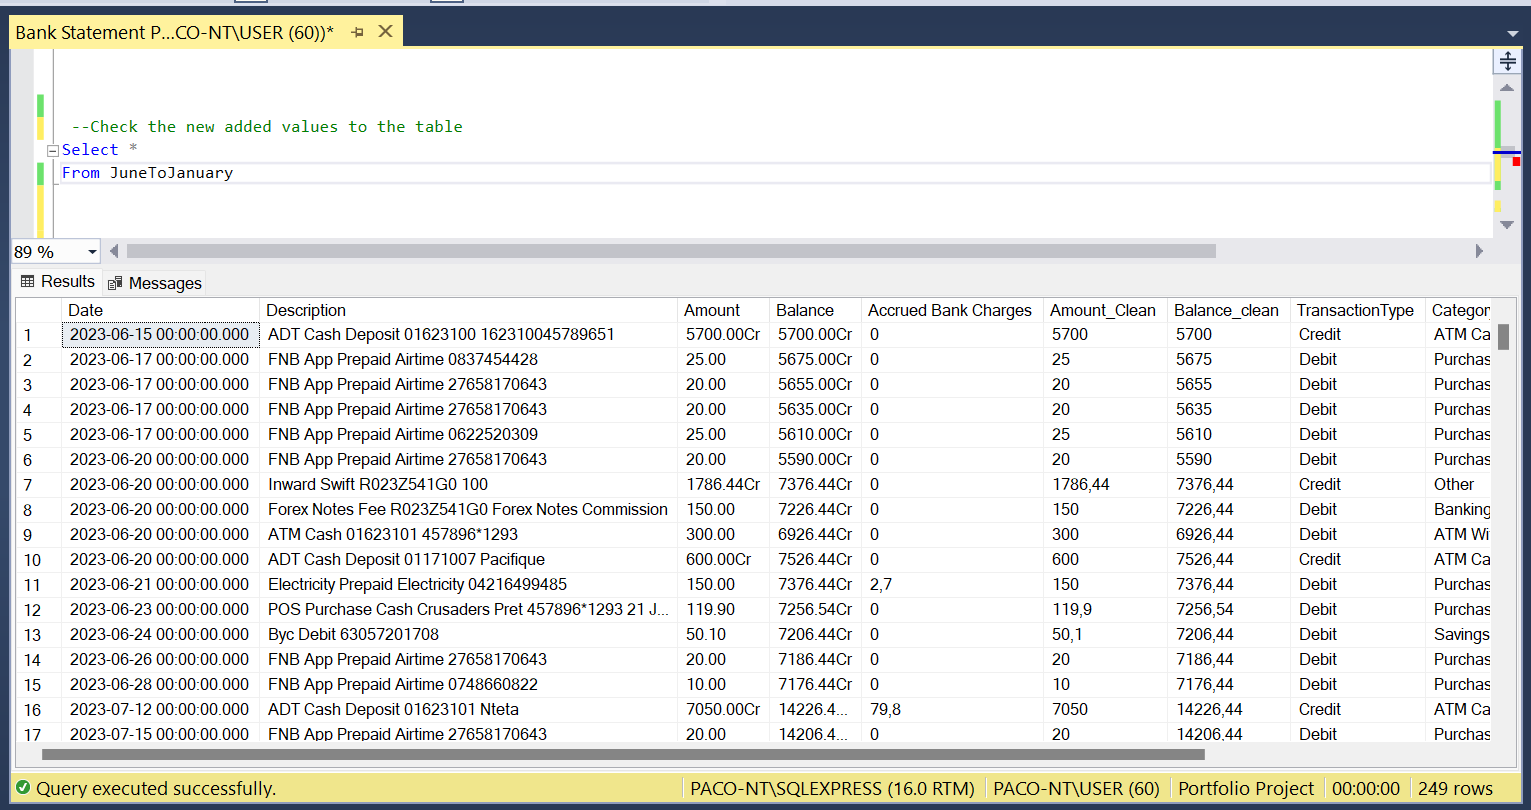 Bank Statement P...CO-NT\USER (60))*
--Check the new added values to the table
Select *
From JuneToJanuary
89 %
Results Messages
Date Description Amount Balance Accrued Bank Charges Amount_Clean Balance_clean TransactionType Categor
1 2023-06-15 00:00:00.000 ADT Cash Deposit 01623100 162310045789651 5700.00Cr 5700.00Cr 0 5700 5700 Credit ATM Ca
2 2023-06-17 00:00:00.000 FNB App Prepaid Airtime 0837454428 25.00 5675.00Cr 0 25 5675 Debit Purchas
3 2023-06-17 00:00:00.000 FNB App Prepaid Airtime 27658170643 20.00 5655.00Cr 0 20 5655 Debit Purchas
4 2023-06-17 00:00:00.000 FNB App Prepaid Airtime 27658170643 20.00 5635.00Cr 0 20 5635 Debit Purchas
5 2023-06-17 00:00:00.000 FNB App Prepaid Airtime 0622520309 25.00 5610.00Cr 0 25 5610 Debit Purchas
6 2023-06-20 00:00:00.000 FNB App Prepaid Airtime 27658170643 20.00 5590.00Cr 0 20 5590 Debit Purchas
7 2023-06-20 00:00:00.000 Inward Swift R023Z541G0 100 1786.44Cr 7376.44Cr 0 1786,44 7376,44 Credit Other
8 2023-06-20 00:00:00.000 Forex Notes Fee R023Z541G0 Forex Notes Commission 150.00 7226.44Cr 0 150 7226,44 Debit Banking
9 2023-06-20 00:00:00.000 ATM Cash 01623101 457896*1293 300.00 6926.44Cr 0 300 6926,44 Debit ATM Wi
10 2023-06-20 00:00:00.000 ADT Cash Deposit 01171007 Pacifique 600.00Cr 7526.44Cr 0 600 7526,44 Credit ATM Ca
11 2023-06-21 00:00:00.000 Electricity Prepaid Electricity 04216499485 150.00 7376.44Cr 2,7 150 7376,44 Debit Purchas
12 2023-06-23 00:00:00.000 POS Purchase Cash Crusaders Pret 457896*1293 21 J... 119.90 7256.54Cr 0 119,9 7256,54 Debit Purchas
13 2023-06-24 00:00:00.000 Byc Debit 63057201708 50.10 7206.44Cr 0 50,1 7206,44 Debit Savings
14 2023-06-26 00:00:00.000 FNB App Prepaid Airtime 27658170643 20.00 7186.44Cr 0 20 7186,44 Debit Purchas
15 2023-06-28 00:00:00.000 FNB App Prepaid Airtime 0748660822 10.00 7176.44Cr 0 10 7176,44 Debit Purchas
16 2023-07-12 00:00:00.000 ADT Cash Deposit 01623101 Nteta 7050.00Cr 14226.4... 79,8 7050 14226,44 Credit ATM Ca
17 2023-07-15 00:00:00.000 FNB App Prepaid Airtime 27658170643 20.00 14206.4... 0 20 14206,44 Debit Purchas
Query executed successfully. PACO-NT\SQLEXPRESS (16.0 RTM) PACO-NT\USER (60) Portfolio Project 00:00:00 249 rows